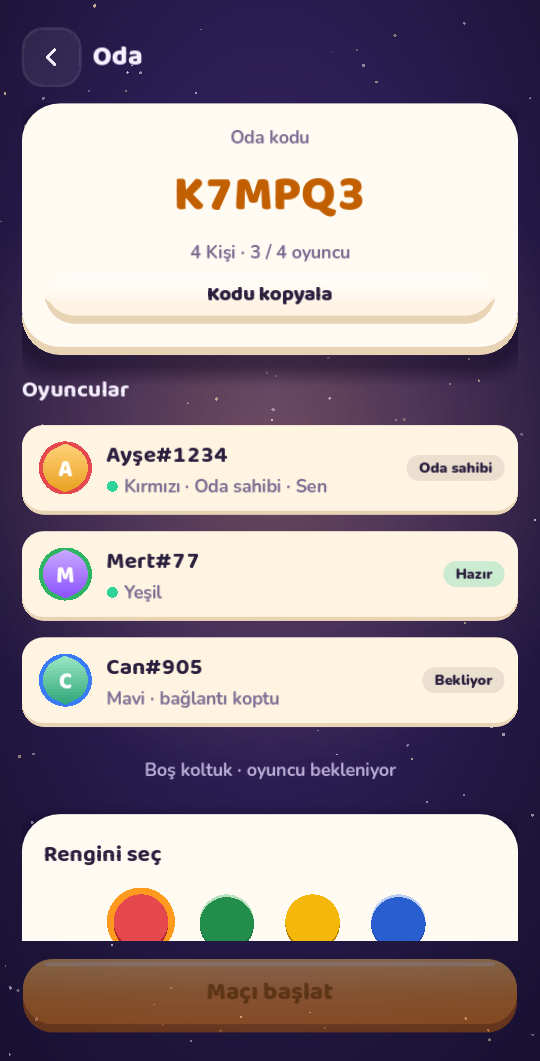 Oda
Oda kodu
K7MPQ3
4 Kişi · 3 / 4 oyuncu
Kodu kopyala
Oyuncular
A
Ayşe#1234
Kırmızı · Oda sahibi · Sen
Oda sahibi
M
Mert#77
Yeşil
Hazır
C
Can#905
Mavi · bağlantı koptu
Bekliyor
Boş koltuk · oyuncu bekleniyor
Rengini seç
Maçı başlat